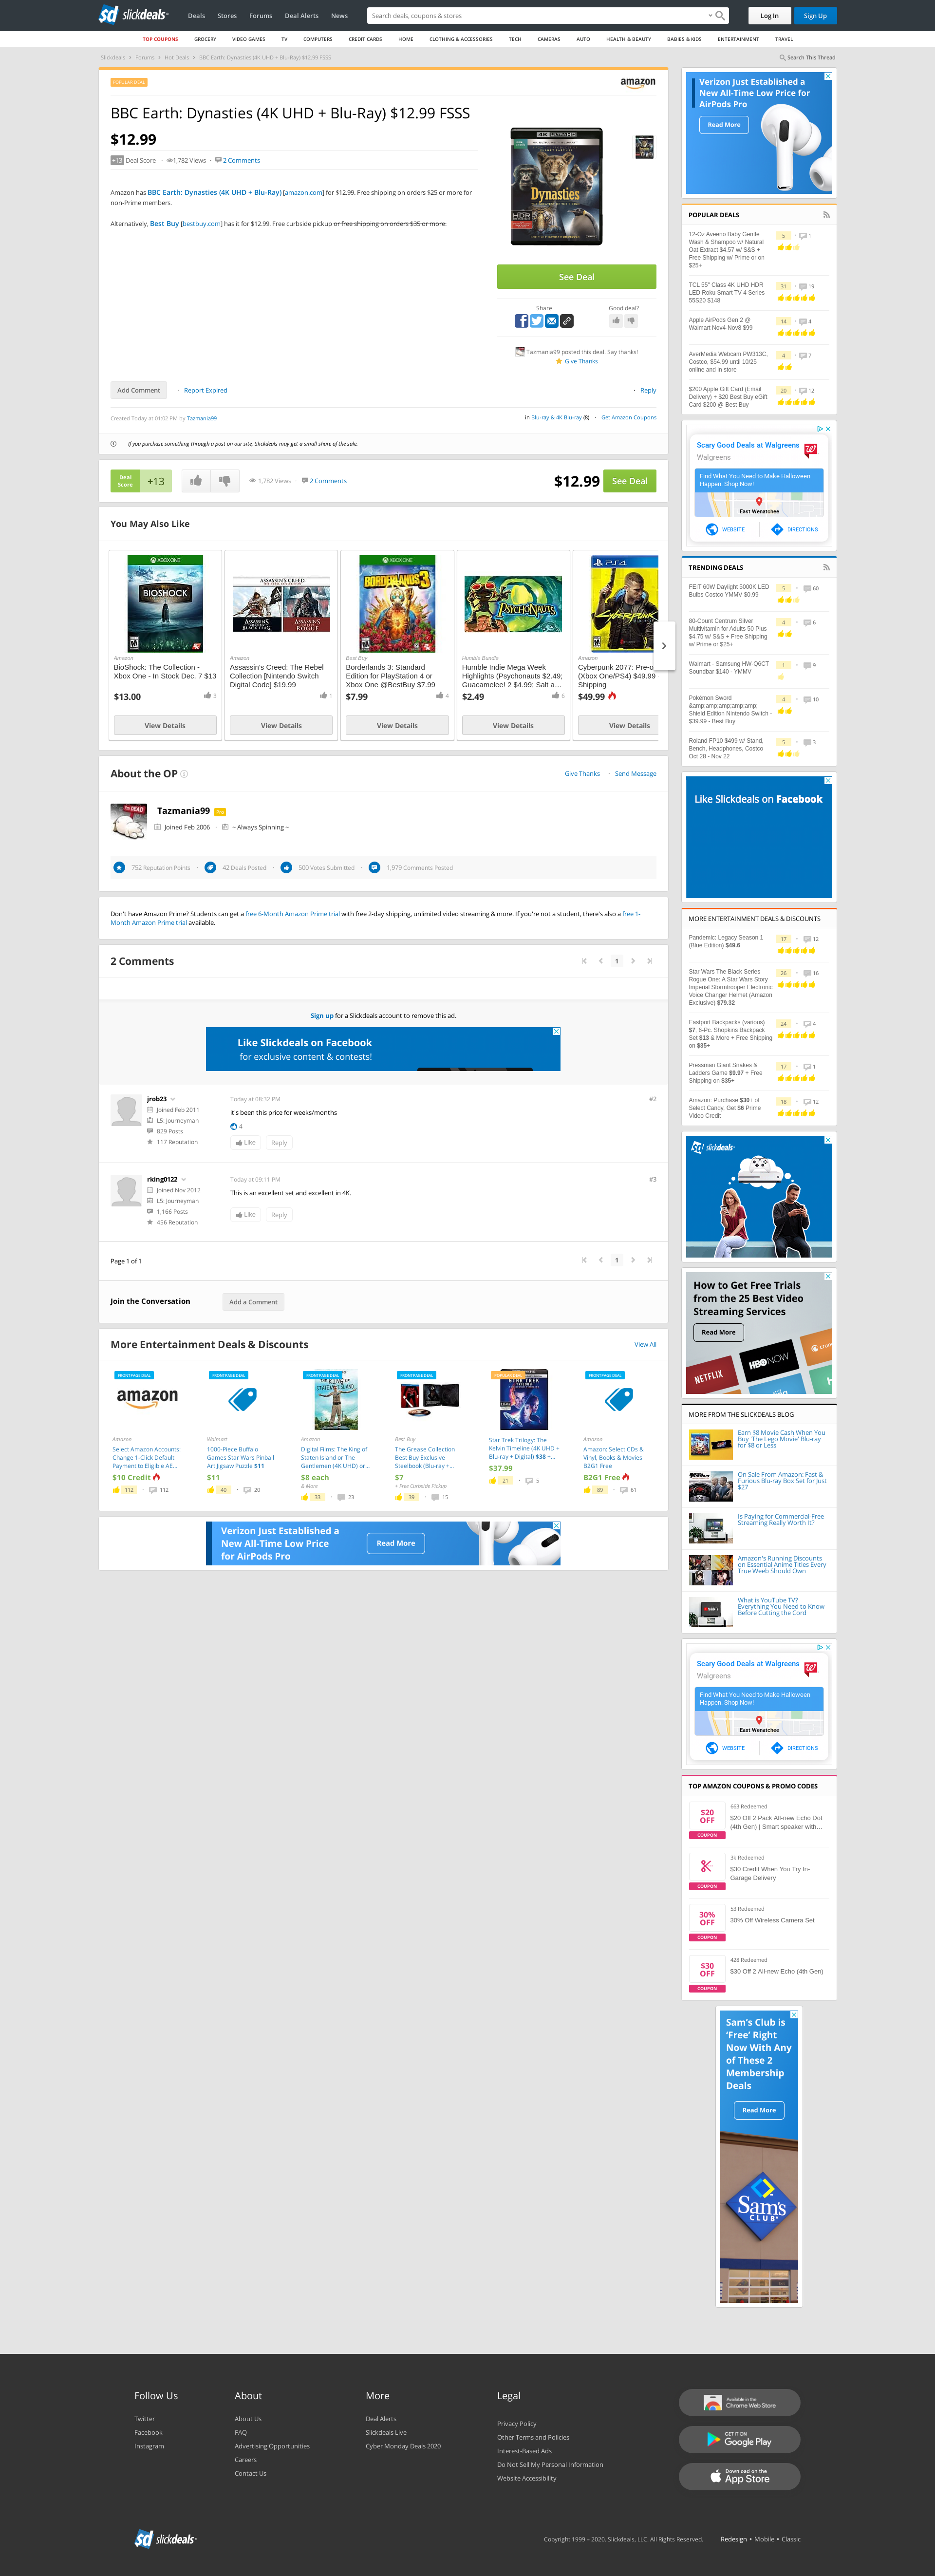 slickdeals
Deals Stores Forums Deal Alerts News
Search deals, coupons & stores
Log In Sign Up
TOP COUPONS GROCERY VIDEO GAMES TV COMPUTERS CREDIT CARDS HOME CLOTHING & ACCESSORIES TECH CAMERAS AUTO HEALTH & BEAUTY BABIES & KIDS ENTERTAINMENT TRAVEL
Slickdeals Forums Hot Deals BBC Earth: Dynasties (4K UHD + Blu-Ray) $12.99 FSSS
Search This Thread
POPULAR DEAL
amazon
BBC Earth: Dynasties (4K UHD + Blu-Ray) $12.99 FSSS
$12.99
+13 Deal Score 1,782 Views 2 Comments
Amazon has BBC Earth: Dynasties (4K UHD + Blu-Ray) [amazon.com] for $12.99. Free shipping on orders $25 or more for
non-Prime members.
Alternatively, Best Buy [bestbuy.com] has it for $12.99. Free curbside pickup or free shipping on orders $35 or more.
Dynasties
See Deal
Share Good deal?
Tazmania99 posted this deal. Say thanks!
Give Thanks
Add Comment Report Expired Reply
Created Today at 01:02 PM by Tazmania99
in Blu-ray & 4K Blu-ray (8) Get Amazon Coupons
If you purchase something through a post on our site, Slickdeals may get a small share of the sale.
Deal
Score
+13
1,782 Views 2 Comments
$12.99 See Deal
You May Also Like
Amazon
BioShock: The Collection -
Xbox One - In Stock Dec. 7 $13
$13.00 3
View Details
Amazon
Assassin's Creed: The Rebel
Collection [Nintendo Switch
Digital Code] $19.99
1
View Details
Best Buy
Borderlands 3: Standard
Edition for PlayStation 4 or
Xbox One @BestBuy $7.99
$7.99 4
View Details
Humble Bundle
Humble Indie Mega Week
Highlights (Psychonauts $2.49;
Guacamelee! 2 $4.99; Salt a...
$2.49 6
View Details
Amazon
Cyberpunk 2077: Pre-o
(Xbox One/PS4) $49.99
Shipping
$49.99
View Details
About the OP
Give Thanks Send Message
Tazmania99 Pro
Joined Feb 2006 ~ Always Spinning ~
752 Reputation Points 42 Deals Posted 500 Votes Submitted 1,979 Comments Posted
Don't have Amazon Prime? Students can get a free 6-Month Amazon Prime trial with free 2-day shipping, unlimited video streaming & more. If you're not a student, there's also a free 1-
Month Amazon Prime trial available.
2 Comments
1
Sign up for a Slickdeals account to remove this ad.
Like Slickdeals on Facebook
for exclusive content & contests!
jrob23
Joined Feb 2011
L5: Journeyman
829 Posts
117 Reputation
Today at 08:32 PM
#2
it's been this price for weeks/months
4
Like Reply
rking0122
Joined Nov 2012
L5: Journeyman
1,166 Posts
456 Reputation
Today at 09:11 PM
#3
This is an excellent set and excellent in 4K.
Like Reply
Page 1 of 1
1
Join the Conversation Add a Comment
More Entertainment Deals & Discounts
View All
FRONTPAGE DEAL
amazon
Amazon
Select Amazon Accounts:
Change 1-Click Default
Payment to Eligible AE...
$10 Credit
112 112
FRONTPAGE DEAL
Walmart
1000-Piece Buffalo
Games Star Wars Pinball
Art Jigsaw Puzzle $11
$11
40 20
FRONTPAGE DEAL
Amazon
Digital Films: The King of
Staten Island or The
Gentlemen (4K UHD) or...
$8 each
& More
33 23
FRONTPAGE DEAL
Best Buy
The Grease Collection
Best Buy Exclusive
Steelbook (Blu-ray +...
$7
+ Free Curbside Pickup
39 15
POPULAR DEAL
Star Trek Trilogy: The
Kelvin Timeline (4K UHD +
Blu-ray + Digital) $38 +...
$37.99
21 5
FRONTPAGE DEAL
Amazon
Amazon: Select CDs &
Vinyl, Books & Movies
B2G1 Free
B2G1 Free
89 61
Verizon Just Established a
New All-Time Low Price
for AirPods Pro
Read More
Verizon Just Established a
New All-Time Low Price for
AirPods Pro
Read More
POPULAR DEALS
12-Oz Aveeno Baby Gentle
Wash & Shampoo w/ Natural
Oat Extract $4.57 w/ S&S +
Free Shipping w/ Prime or on
$25+
5 1
TCL 55" Class 4K UHD HDR
LED Roku Smart TV 4 Series
55S20 $148
31 19
Apple AirPods Gen 2 @
Walmart Nov4-Nov8 $99
14 4
AverMedia Webcam PW313C,
Costco, $54.99 until 10/25
online and in store
4 7
$200 Apple Gift Card (Email
Delivery) + $20 Best Buy eGift
Card $200 @ Best Buy
20 12
Scary Good Deals at Walgreens
Walgreens
Find What You Need to Make Halloween
Happen. Shop Now!
East Wenatchee
WEBSITE DIRECTIONS
TRENDING DEALS
FEIT 60W Daylight 5000K LED
Bulbs Costco YMMV $0.99
5 60
80-Count Centrum Silver
Multivitamin for Adults 50 Plus
$4.75 w/ S&S + Free Shipping
w/ Prime or $25+
4 6
Walmart - Samsung HW-Q6CT
Soundbar $140 - YMMV
1 9
Pokémon Sword
&amp;amp;amp;amp;amp;
Shield Edition Nintendo Switch -
$39.99 - Best Buy
4 10
Roland FP10 $499 w/ Stand,
Bench, Headphones, Costco
Oct 28 - Nov 22
5 3
Like Slickdeals on Facebook
MORE ENTERTAINMENT DEALS & DISCOUNTS
Pandemic: Legacy Season 1
(Blue Edition) $49.6
17 12
Star Wars The Black Series
Rogue One: A Star Wars Story
Imperial Stormtrooper Electronic
Voice Changer Helmet (Amazon
Exclusive) $79.32
26 16
Eastport Backpacks (various)
$7, 6-Pc. Shopkins Backpack
Set $13 & More + Free Shipping
on $35+
24 4
Pressman Giant Snakes &
Ladders Game $9.97 + Free
Shipping on $35+
17 1
Amazon: Purchase $30+ of
Select Candy, Get $6 Prime
Video Credit
18 12
slickdeals
How to Get Free Trials
from the 25 Best Video
Streaming Services
Read More
NETFLIX HBO NOW
MORE FROM THE SLICKDEALS BLOG
Earn $8 Movie Cash When You
Buy 'The Lego Movie' Blu-ray
for $8 or Less
On Sale From Amazon: Fast &
Furious Blu-ray Box Set for Just
$27
Is Paying for Commercial-Free
Streaming Really Worth It?
Amazon's Running Discounts
on Essential Anime Titles Every
True Weeb Should Own
What is YouTube TV?
Everything You Need to Know
Before Cutting the Cord
Scary Good Deals at Walgreens
Walgreens
Find What You Need to Make Halloween
Happen. Shop Now!
East Wenatchee
WEBSITE DIRECTIONS
TOP AMAZON COUPONS & PROMO CODES
$20
OFF
COUPON
663 Redeemed
$20 Off 2 Pack All-new Echo Dot
(4th Gen) | Smart speaker with...
COUPON
3k Redeemed
$30 Credit When You Try In-
Garage Delivery
30%
OFF
COUPON
53 Redeemed
30% Off Wireless Camera Set
$30
OFF
COUPON
428 Redeemed
$30 Off 2 All-new Echo (4th Gen)
Sam's Club is
'Free' Right
Now With Any
of These 2
Membership
Deals
Read More
Sam's
CLUB
Follow Us
Twitter
Facebook
Instagram
About
About Us
FAQ
Advertising Opportunities
Careers
Contact Us
More
Deal Alerts
Slickdeals Live
Cyber Monday Deals 2020
Legal
Privacy Policy
Other Terms and Policies
Interest-Based Ads
Do Not Sell My Personal Information
Website Accessibility
Available in the
Chrome Web Store
GET IT ON
Google Play
Download on the
App Store
slickdeals
Copyright 1999 - 2020. Slickdeals, LLC. All Rights Reserved. Redesign • Mobile • Classic